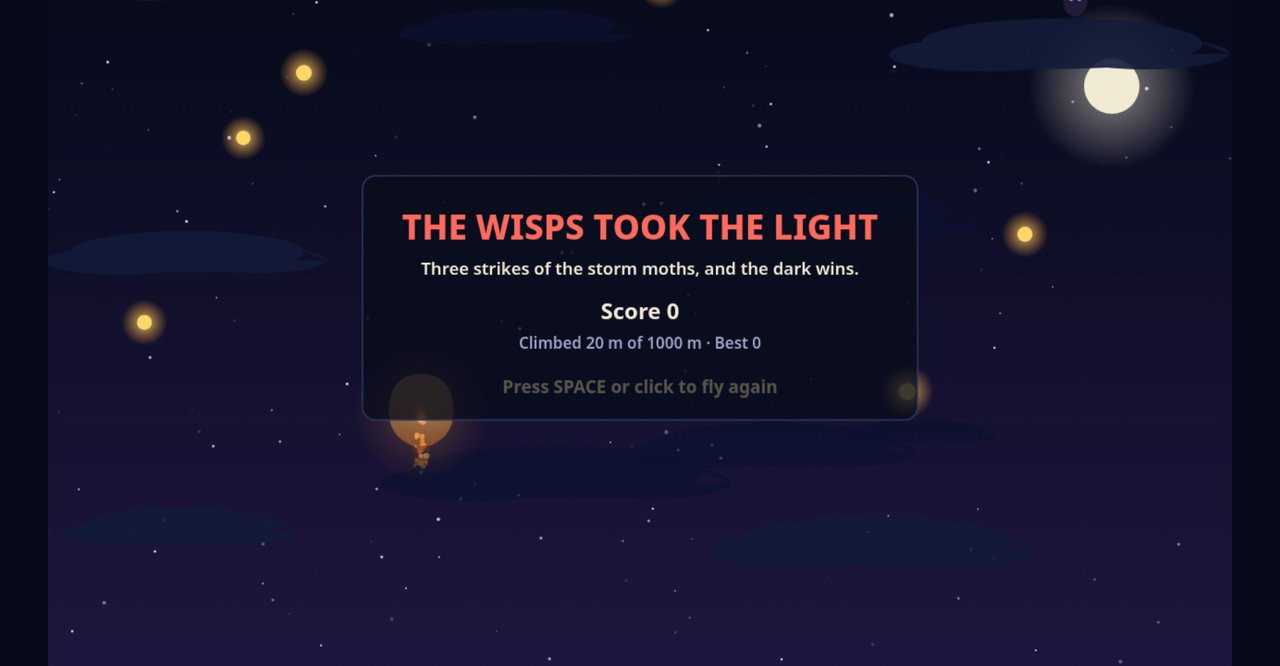 THE WISPS TOOK THE LIGHT
Three strikes of the storm moths, and the dark wins.
Score 0
Climbed 20 m of 1000 m · Best 0
Press SPACE or click to fly again